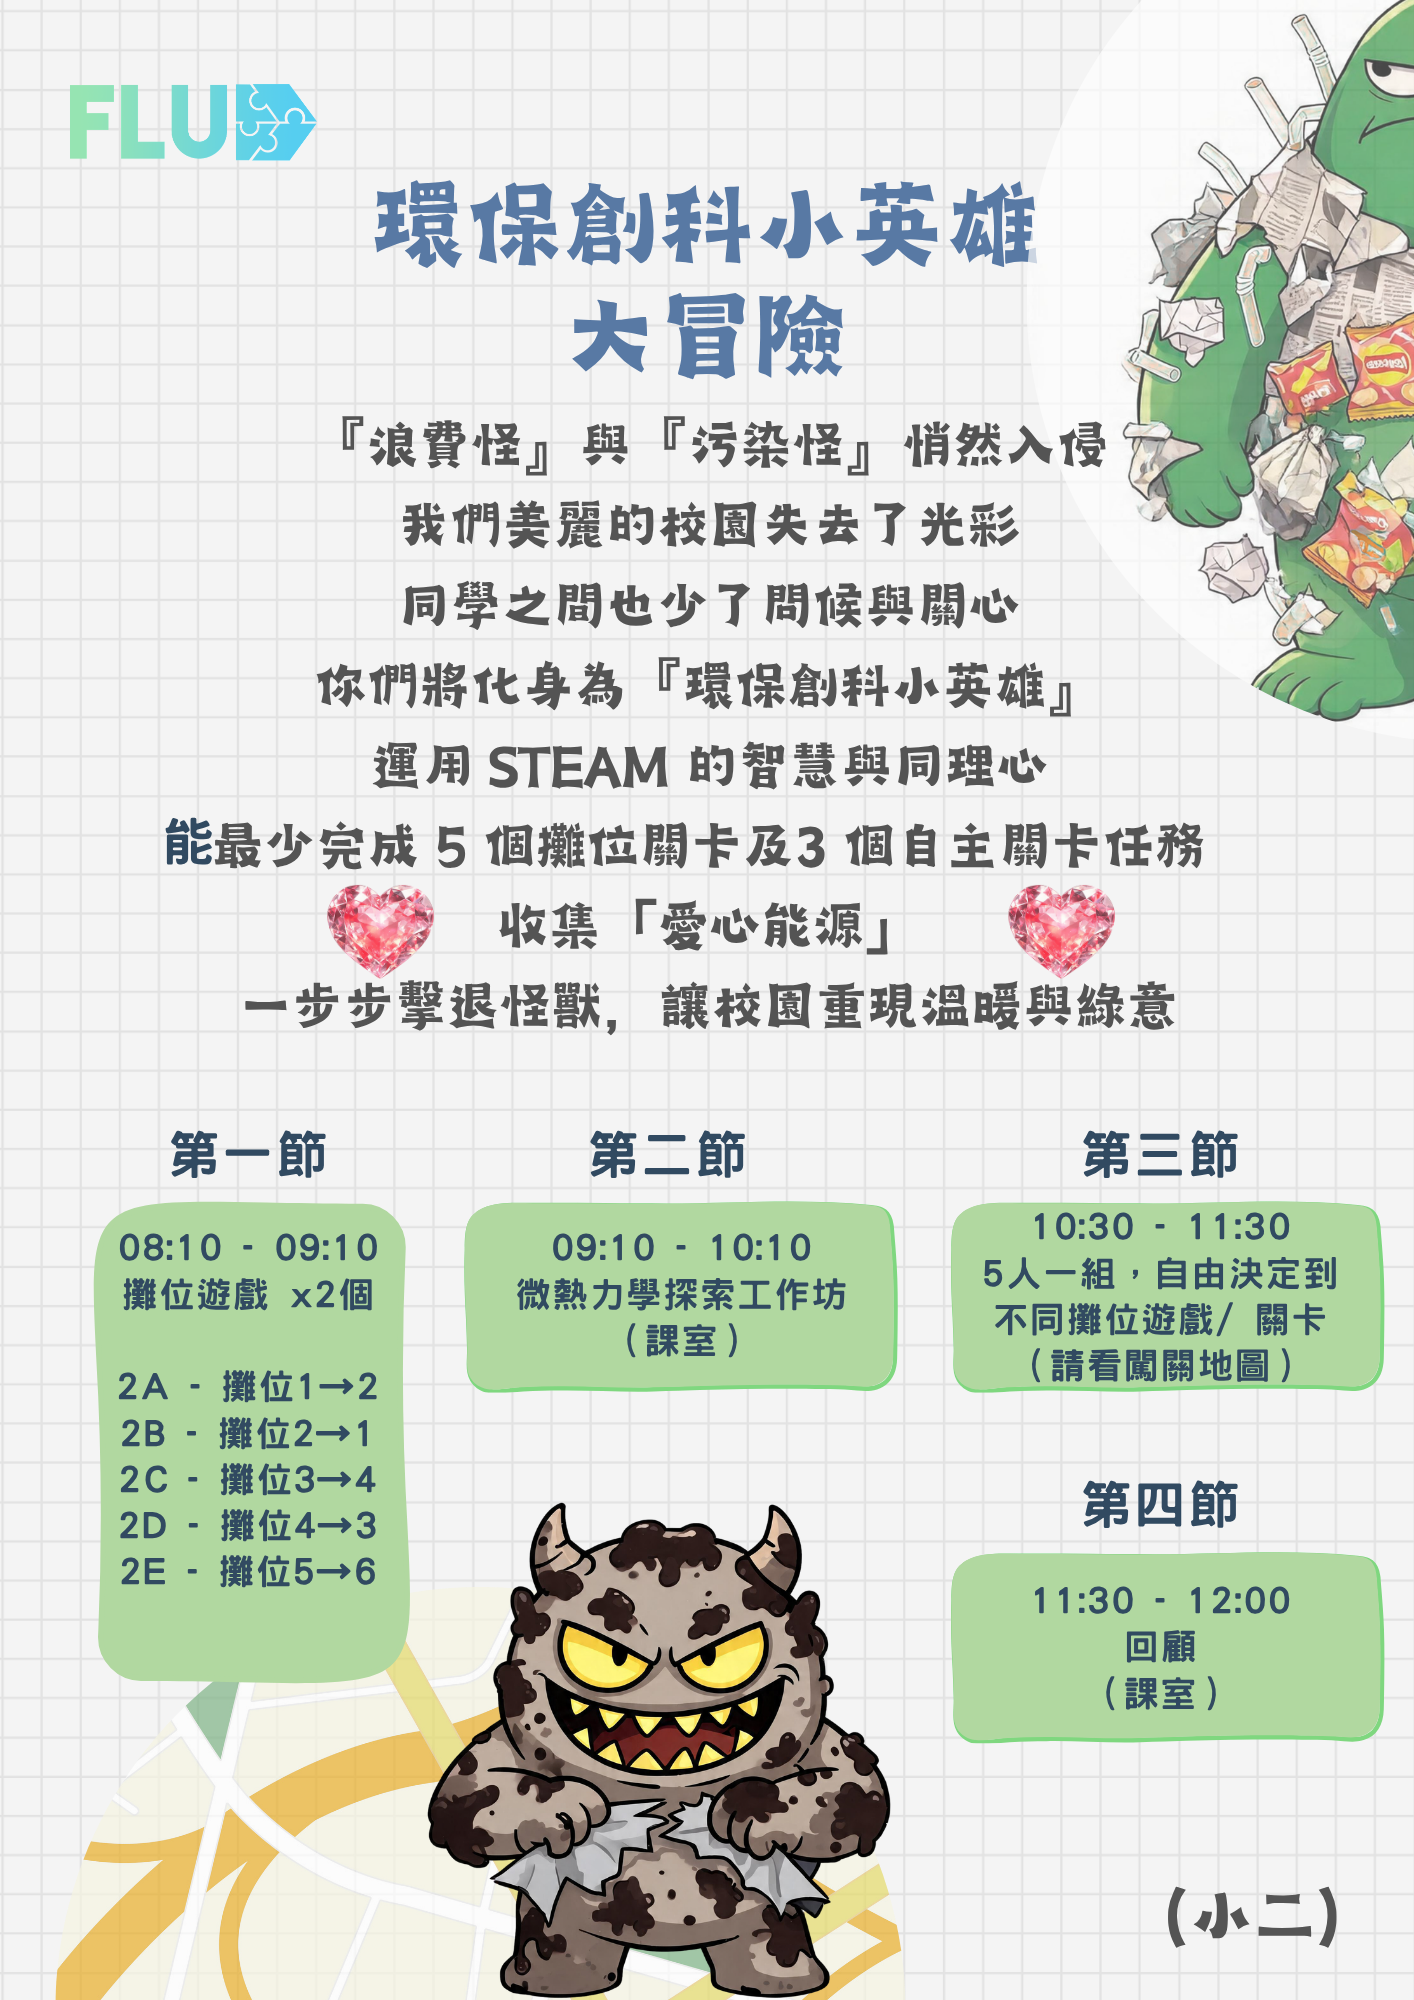 FLUD
環保創科小英雄
大冒險
『浪費怪』與『污染怪』悄然入侵
我們美麗的校園失去了光彩
同學之間也少了問候與關心
你們將化身為『環保創科小英雄』
運用 STEAM 的智慧與同理心
能最少完成 5 個攤位關卡及3 個自主關卡任務
收集「愛心能源」
一步步擊退怪獸，讓校園重現溫暖與綠意
第一節
08:10 - 09:10
攤位遊戲 x2個
2A - 攤位1→2
2B - 攤位2→1
2C - 攤位3→4
2D - 攤位4→3
2E - 攤位5→6
第二節
09:10 - 10:10
微熱力學探索工作坊
（課室）
第三節
10:30 - 11:30
5人一組，自由決定到
不同攤位遊戲/ 關卡
（請看闖關地圖）
第四節
11:30 - 12:00
回顧
（課室）
(小二)